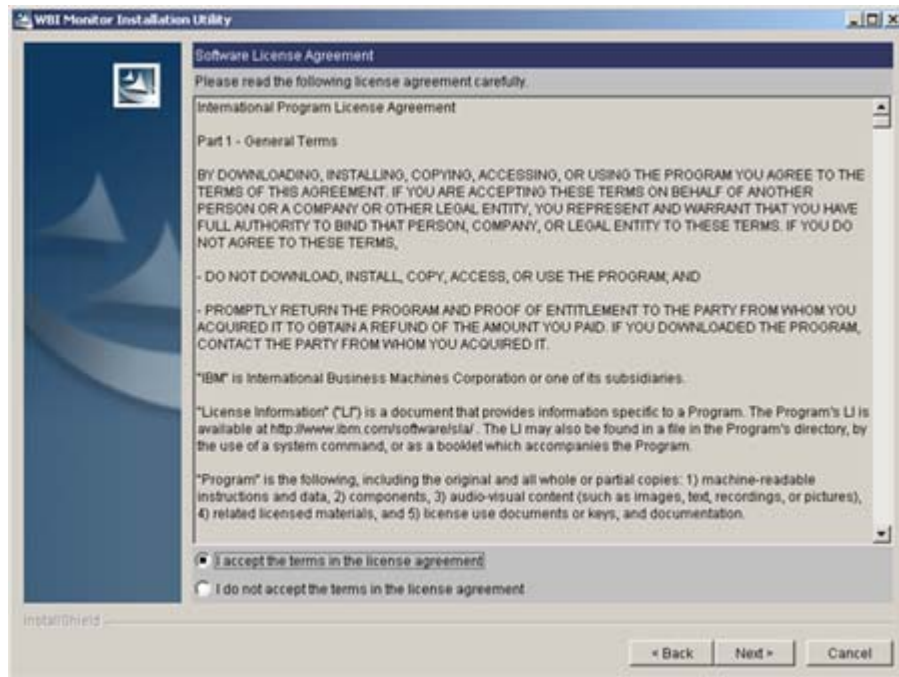 WBI Monitor Installation Utility
Software License Agreement
Please read the following license agreement carefully.
International Program License Agreement
Part 1 - General Terms
BY DOWNLOADING, INSTALLING, COPYING, ACCESSING, OR USING THE PROGRAM YOU AGREE TO THE
TERMS OF THIS AGREEMENT. IF YOU ARE ACCEPTING THESE TERMS ON BEHALF OF ANOTHER
PERSON OR A COMPANY OR OTHER LEGAL ENTITY, YOU REPRESENT AND WARRANT THAT YOU HAVE
FULL AUTHORITY TO BIND THAT PERSON, COMPANY, OR LEGAL ENTITY TO THESE TERMS. IF YOU DO
NOT AGREE TO THESE TERMS,
- DO NOT DOWNLOAD, INSTALL, COPY, ACCESS, OR USE THE PROGRAM; AND
- PROMPTLY RETURN THE PROGRAM AND PROOF OF ENTITLEMENT TO THE PARTY FROM WHOM YOU
ACQUIRED IT TO OBTAIN A REFUND OF THE AMOUNT YOU PAID. IF YOU DOWNLOADED THE PROGRAM,
CONTACT THE PARTY FROM WHOM YOU ACQUIRED IT.
"IBM" is International Business Machines Corporation or one of its subsidiaries.
"License Information" ("LI") is a document that provides information specific to a Program. The Program's LI is
available at http://www.ibm.com/software/sla/ . The LI may also be found in a file in the Program's directory, by
the use of a system command, or as a booklet which accompanies the Program.
"Program" is the following, including the original and all whole or partial copies: 1) machine-readable
instructions and data, 2) components, 3) audio-visual content (such as images, text, recordings, or pictures),
4) related licensed materials, and 5) license use documents or keys, and documentation.
I accept the terms in the license agreement
I do not accept the terms in the license agreement
InstallShield
< Back
Next >
Cancel